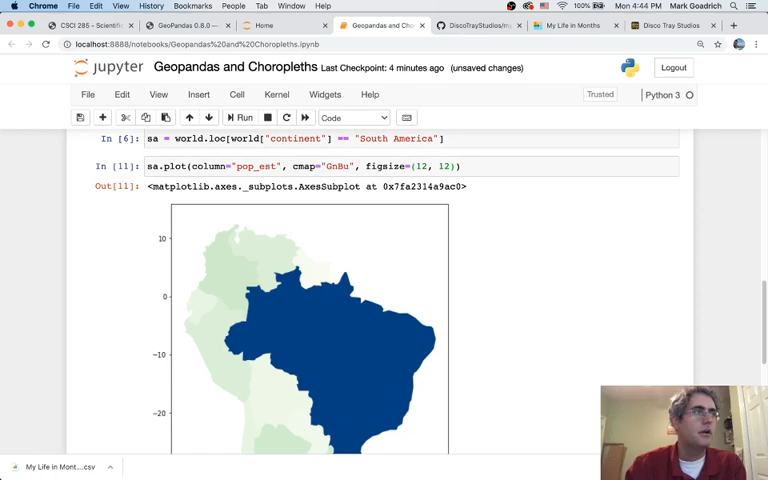 Chrome File Edit View History Bookmarks People Tab Window Help 100% Wed Mar 4:44 PM Mark Goadrich
CSCI 285 - Scientific GeoPandas 0.8.0 — Home Geopandas and Cho DiscoTrayStudios/m My Life in Months Disco Tray Studios
localhost:8888/notebooks/Geopandas%20and%20Choropleths.ipynb
jupyter Geopandas and Choropleths Last Checkpoint: 4 minutes ago (unsaved changes) Logout
File Edit View Insert Cell Kernel Widgets Help Trusted Python 3
Run Code
In [6]: sa = world.loc[world["continent"] == "South America"]
In [11]: sa.plot(column="pop_est", cmap="GnBu", figsize=(12, 12))
Out[11]: <matplotlib.axes._subplots.AxesSubplot at 0x7fa2314a9ac0>
10
0
−10
−20
My Life in Mont....csv